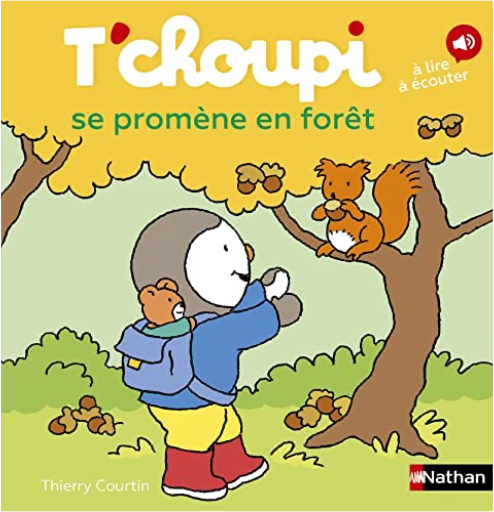 T'choupi
à lire
à écouter
se promène en forêt
Thierry Courtin
Nathan